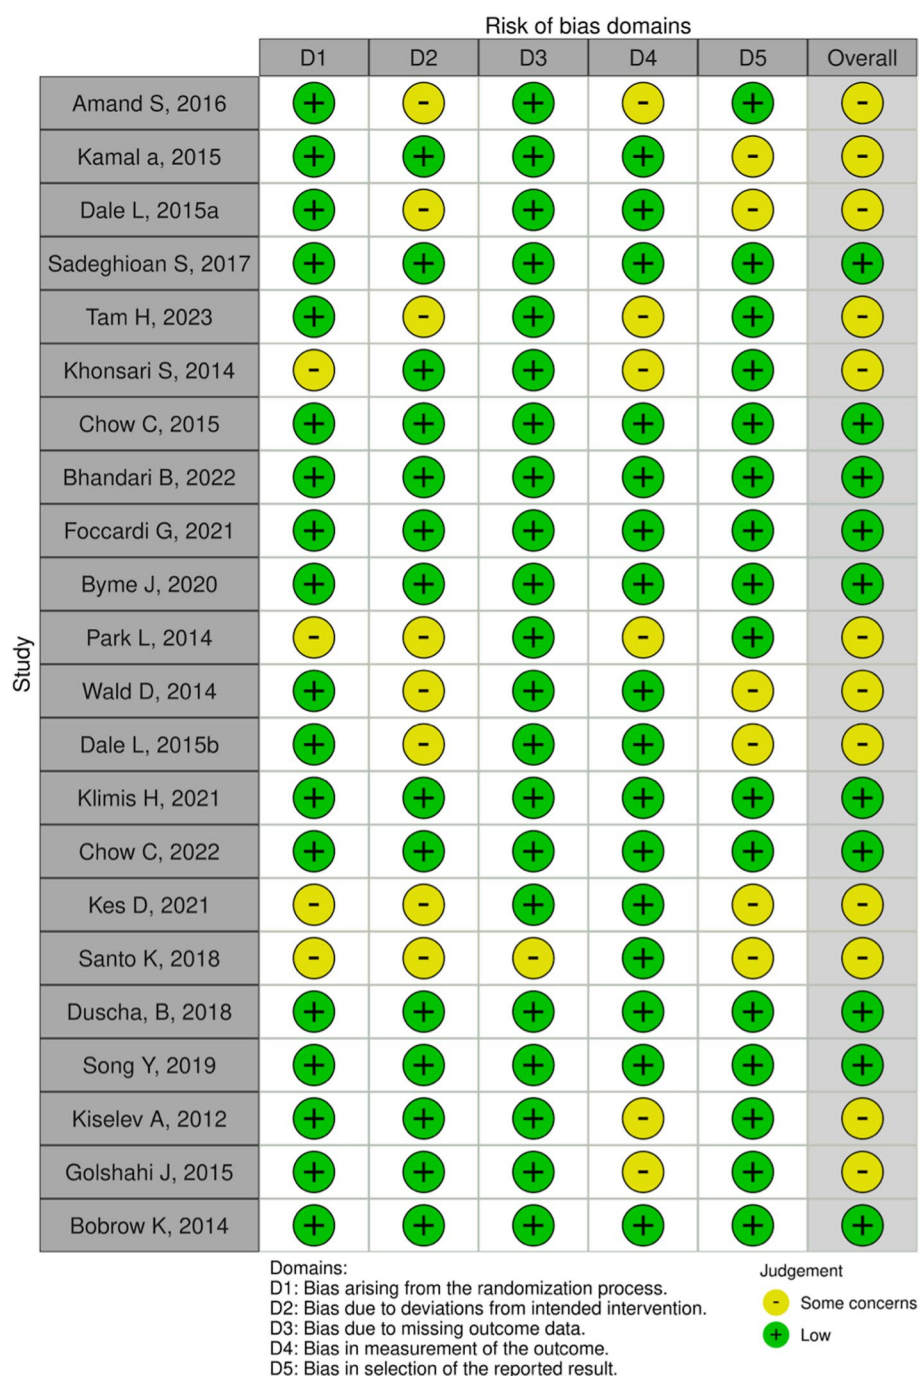 Risk of bias domains
D1 D2 D3 D4 D5 Overall
Amand S, 2016 + - + - + -
Kamal a, 2015 + + + + - -
Dale L, 2015a + - + + - -
Sadeghioan S, 2017 + + + + + +
Tam H, 2023 + - + - + -
Khonsari S, 2014 - + + - + -
Chow C, 2015 + + + + + +
Bhandari B, 2022 + + + + + +
Foccardi G, 2021 + + + + + +
Byme J, 2020 + + + + + +
Park L, 2014 - - + - + -
Study
Wald D, 2014 + - + + - -
Dale L, 2015b + - + + - -
Klimis H, 2021 + + + + + +
Chow C, 2022 + + + + + +
Kes D, 2021 - - + + - -
Santo K, 2018 - - - + - -
Duscha, B, 2018 + + + + + +
Song Y, 2019 + + + + + +
Kiselev A, 2012 + + + - + -
Golshahi J, 2015 + + + - + -
Bobrow K, 2014 + + + + + +
Domains:
D1: Bias arising from the randomization process.
D2: Bias due to deviations from intended intervention.
D3: Bias due to missing outcome data.
D4: Bias in measurement of the outcome.
D5: Bias in selection of the reported result.
Judgement
- Some concerns
+ Low